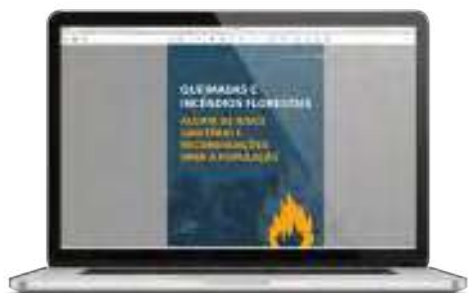 QUEIMADAS E
INCÊNDIOS FLORESTAIS
ALERTA DE RISCO
SANITÁRIO E
RECOMENDAÇÕES
PARA A POPULAÇÃO